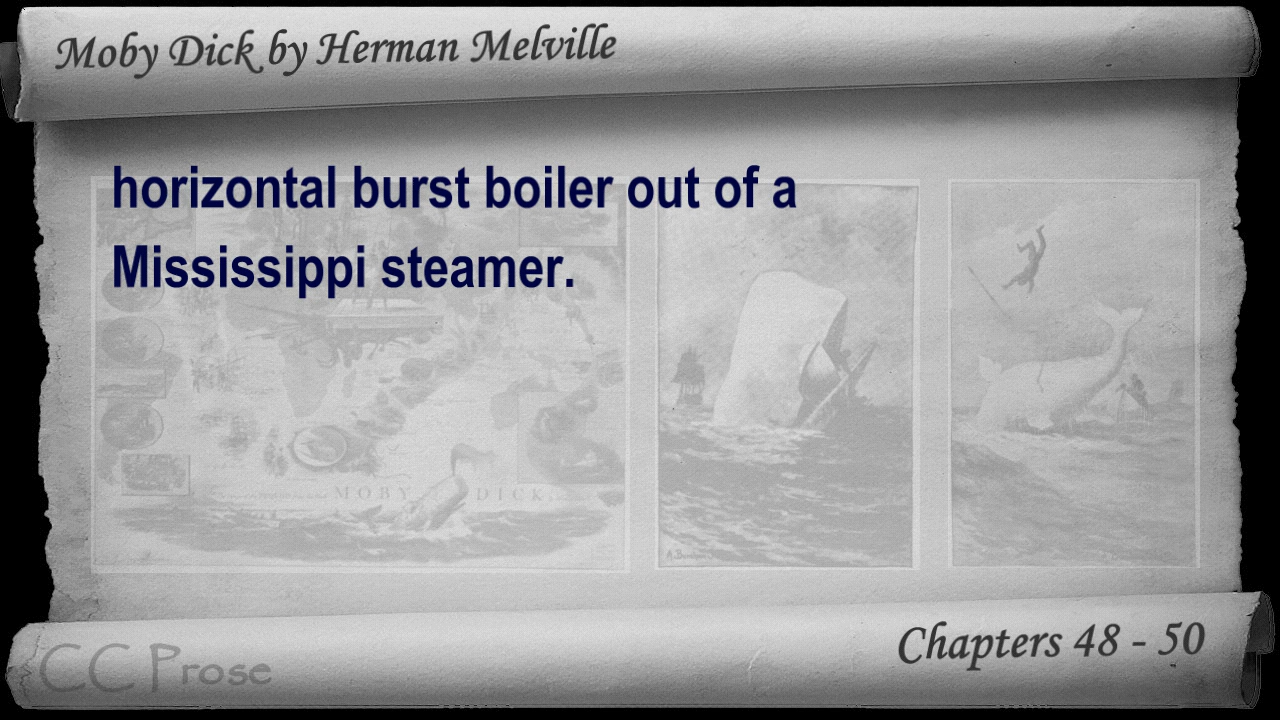 Moby Dick by Herman Melville
horizontal burst boiler out of a
Mississippi steamer.
MOBY DICK
Chapters 48 - 50
CC Prose